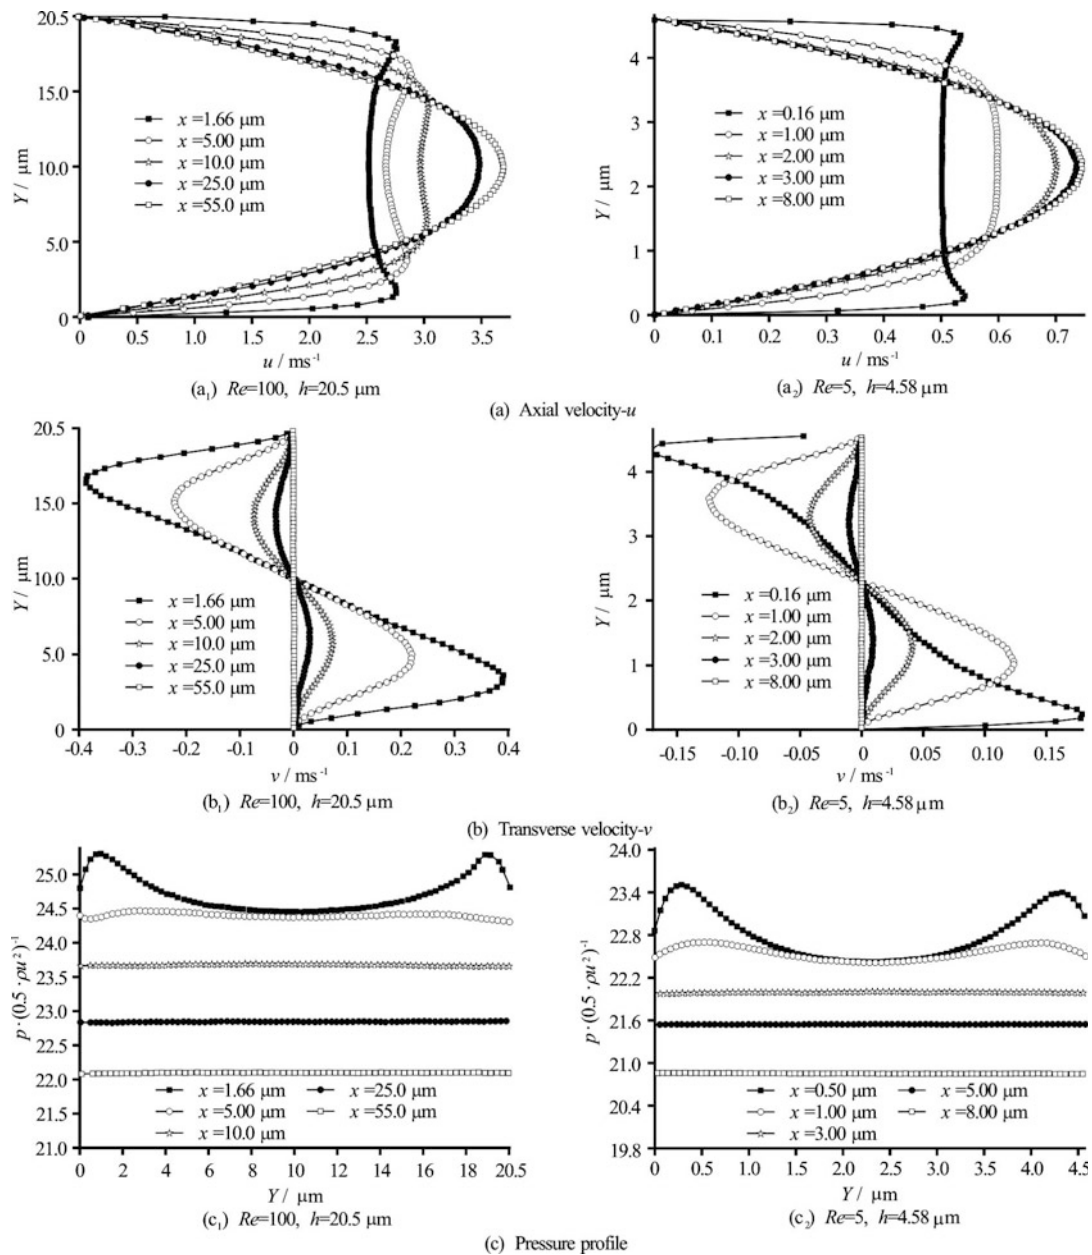 20.5
15.0
10.0
5.0
0
Y / μm
x =1.66 μm
x =5.00 μm
x =10.0 μm
x =25.0 μm
x =55.0 μm
0 0.5 1.0 1.5 2.0 2.5 3.0 3.5
u / ms⁻¹
(a₁) Re=100, h=20.5 μm
4
3
2
1
0
Y / μm
x =0.16 μm
x =1.00 μm
x =2.00 μm
x =3.00 μm
x =8.00 μm
0 0.1 0.2 0.3 0.4 0.5 0.6 0.7
u / ms⁻¹
(a₂) Re=5, h=4.58 μm
(a) Axial velocity-u
20.5
15.0
10.0
5.0
0
Y / μm
x =1.66 μm
x =5.00 μm
x =10.0 μm
x =25.0 μm
x =55.0 μm
-0.4 -0.3 -0.2 -0.1 0 0.1 0.2 0.3 0.4
v / ms⁻¹
(b₁) Re=100, h=20.5 μm
4
3
2
1
0
Y / μm
x =0.16 μm
x =1.00 μm
x =2.00 μm
x =3.00 μm
x =8.00 μm
-0.15 -0.10 -0.05 0 0.05 0.10 0.15
v / ms⁻¹
(b₂) Re=5, h=4.58 μm
(b) Transverse velocity-v
25.0
24.5
23.5
22.8
22.5
22.0
21.5
21.0
p·(0.5·ρu²)⁻¹
x =1.66 μm x =25.0 μm
x =5.00 μm x =55.0 μm
x =10.0 μm
0 2 4 6 8 10 12 14 16 18 20.5
Y / μm
(c₁) Re=100, h=20.5 μm
24.0
23.4
22.8
22.2
21.6
21.0
20.4
19.8
p·(0.5·ρu²)⁻¹
x =0.50 μm x =5.00 μm
x =1.00 μm x =8.00 μm
x =3.00 μm
0 0.5 1.0 1.5 2.0 2.5 3.0 3.5 4.0 4.5
Y / μm
(c₂) Re=5, h=4.58 μm
(c) Pressure profile